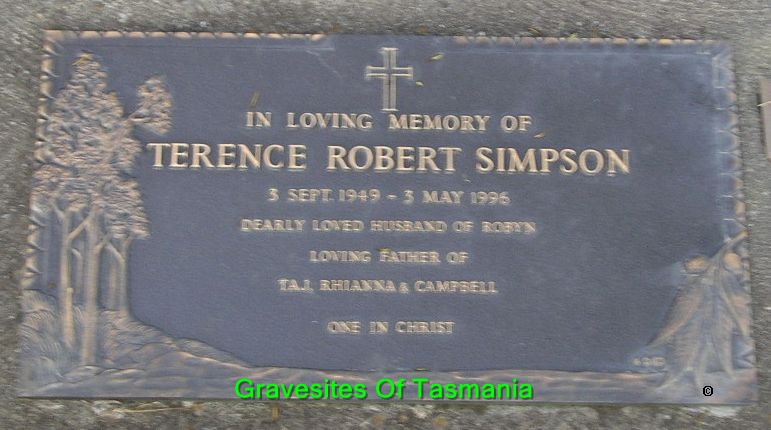 IN LOVING MEMORY OF
TERENCE ROBERT SIMPSON
3 SEPT. 1949 - 3 MAY 1996
DEARLY LOVED HUSBAND OF ROBYN
LOVING FATHER OF
TAJ, RHIANNA & CAMPBELL
ONE IN CHRIST
Gravesites Of Tasmania
©